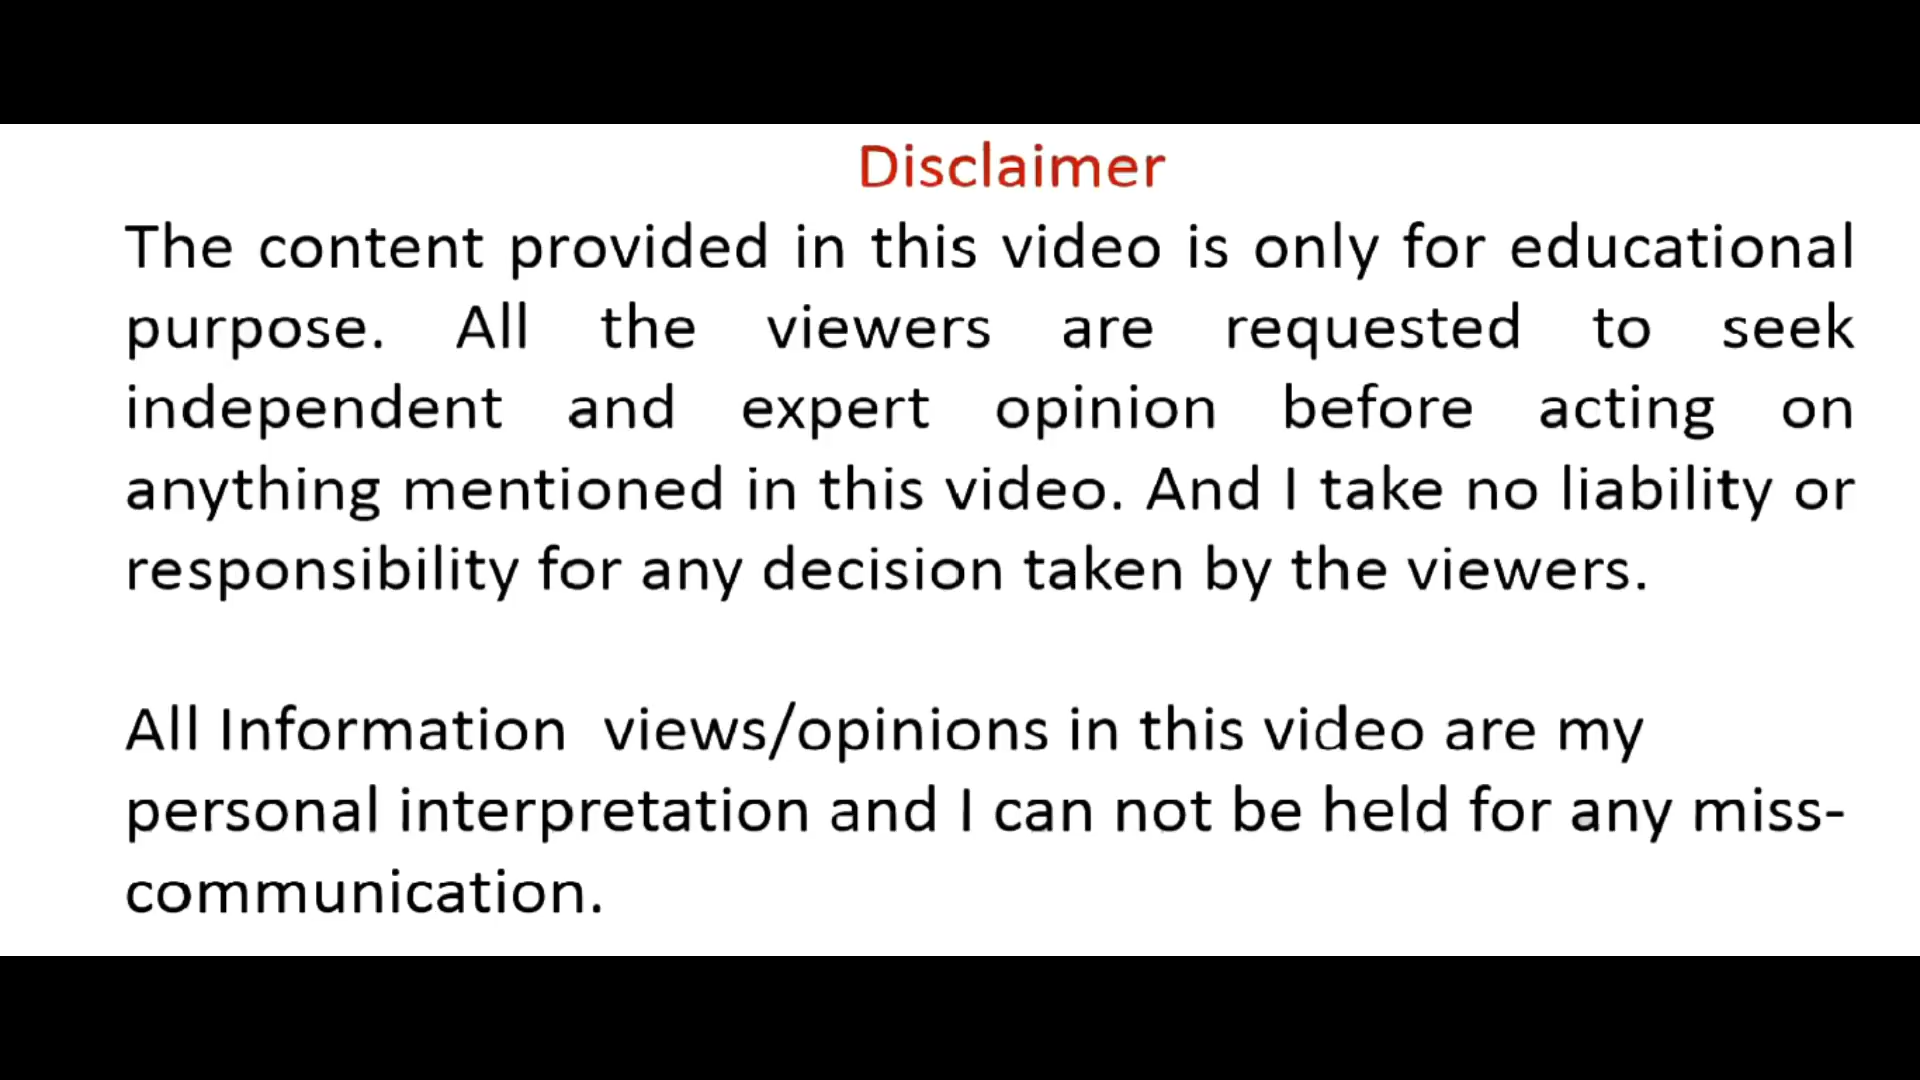 Disclaimer
The content provided in this video is only for educational
purpose. All the viewers are requested to seek
independent and expert opinion before acting on
anything mentioned in this video. And I take no liability or
responsibility for any decision taken by the viewers.
All Information  views/opinions in this video are my
personal interpretation and I can not be held for any miss-
communication.